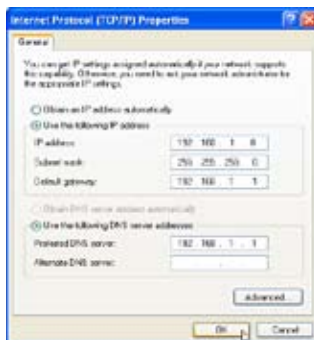 Internet Protocol (TCP/IP) Properties
General
You can get IP settings assigned automatically if your network supports
this capability. Otherwise, you need to ask your network administrator for
the appropriate IP settings.
Obtain an IP address automatically
Use the following IP address
IP address: 192 168 1
Subnet mask: 255 255 255 0
Default gateway: 192 168 1 1
Obtain DNS server address automatically
Use the following DNS server addresses
Preferred DNS server: 192 . 168 . 1 . 1
Alternate DNS server:
Advanced...
OK
Cancel